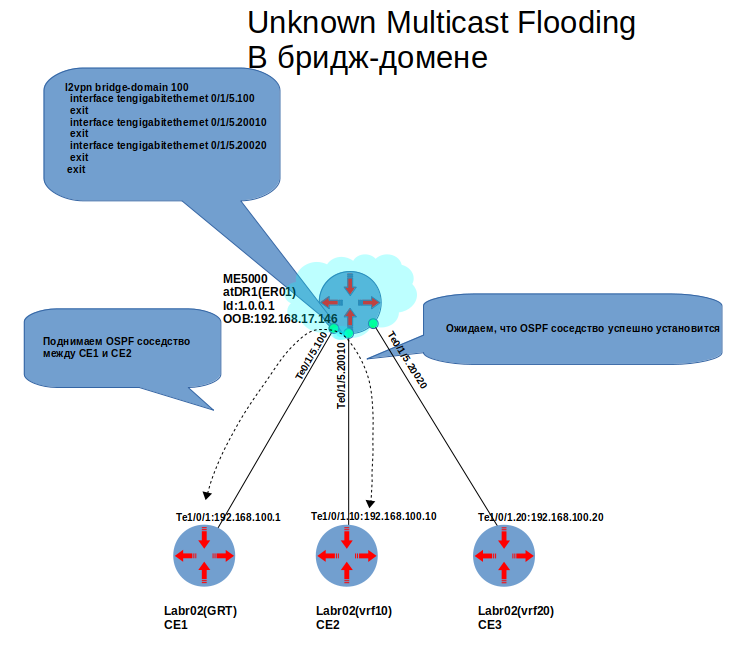 Unknown Multicast Flooding
В бридж-домене
l2vpn bridge-domain 100
interface tengigabitethernet 0/1/5.100
exit
interface tengigabitethernet 0/1/5.20010
exit
interface tengigabitethernet 0/1/5.20020
exit
exit
ME5000
atDR1(ER01)
Id:1.0.0.1
OOB:192.168.17.146
Поднимаем OSPF соседство
между CE1 и CE2
Ожидаем, что OSPF соседство успешно установится
Te0/1/5.100
Te0/1/5.20010
Te0/1/5.20020
Te1/0/1:192.168.100.1
Te1/0/1.10:192.168.100.10
Te1/0/1.20:192.168.100.20
Labr02(GRT)
CE1
Labr02(vrf10)
CE2
Labr02(vrf20)
CE3